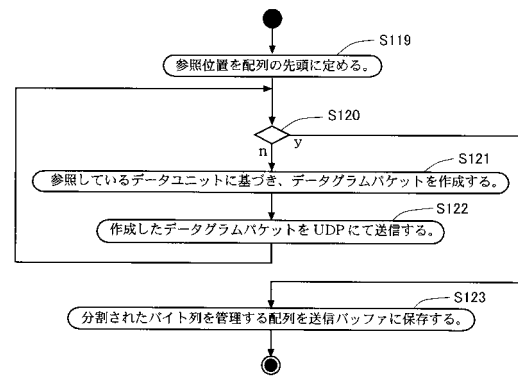 S119
参照位置を配列の先頭に定める。
S120
n
y
S121
参照しているデータユニットに基づき、データグラムパケットを作成する。
S122
作成したデータグラムパケットをUDPにて送信する。
S123
分割されたバイト列を管理する配列を送信バッファに保存する。